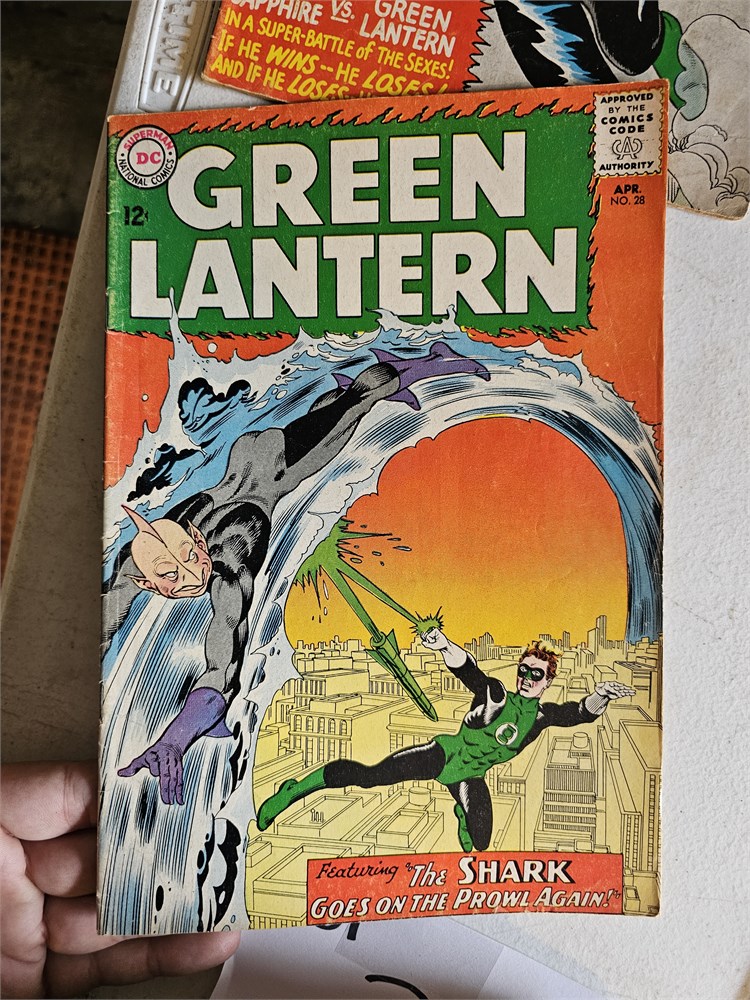 SAPPHIRE VS. GREEN LANTERN
IN A SUPER-BATTLE of THE SEXES!
IF HE WINS -- HE LOSES!
AND IF HE LOSES
TIME
SUPERMAN
DC
NATIONAL COMICS
12¢
GREEN
LANTERN
APPROVED
BY THE
COMICS
CODE
CA
AUTHORITY
APR.
NO. 28
Featuring "The SHARK
GOES ON THE PROWL AGAIN!"